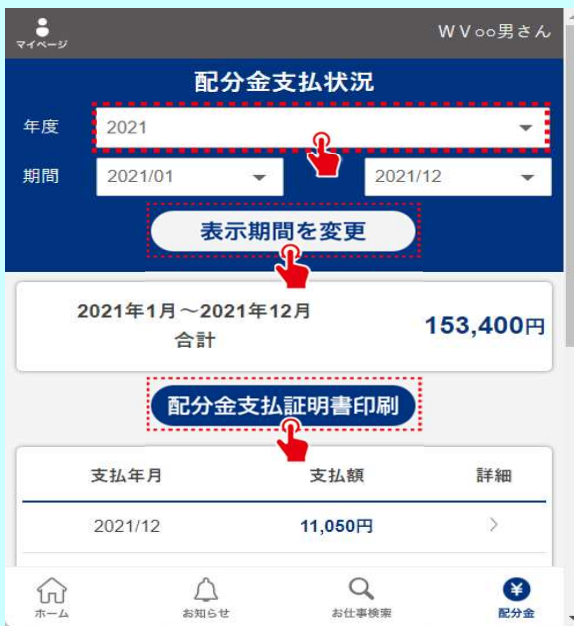 マイページ
ＷＶ○○男さん
配分金支払状況
年度 2021
期間 2021/01 2021/12
表示期間を変更
2021年1月～2021年12月
合計
153,400円
配分金支払証明書印刷
支払年月 支払額 詳細
2021/12 11,050円 >
ホーム お知らせ お仕事検索 ¥ 配分金